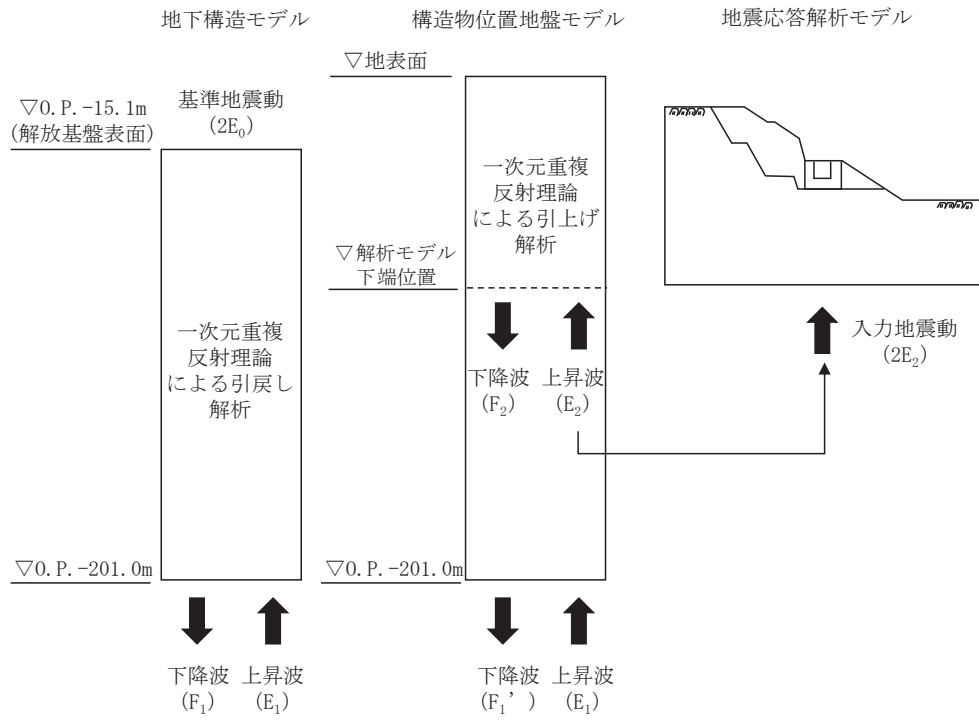 地下構造モデル
▽O.P.-15.1m
(解放基盤表面)
基準地震動
(2E₀)
一次元重複
反射理論
による引戻し
解析
▽O.P.-201.0m
下降波
(F₁)
上昇波
(E₁)
構造物位置地盤モデル
▽地表面
一次元重複
反射理論
による引上げ
解析
▽解析モデル
下端位置
下降波
(F₂)
上昇波
(E₂)
▽O.P.-201.0m
下降波
(F₁’)
上昇波
(E₁)
地震応答解析モデル
入力地震動
(2E₂)